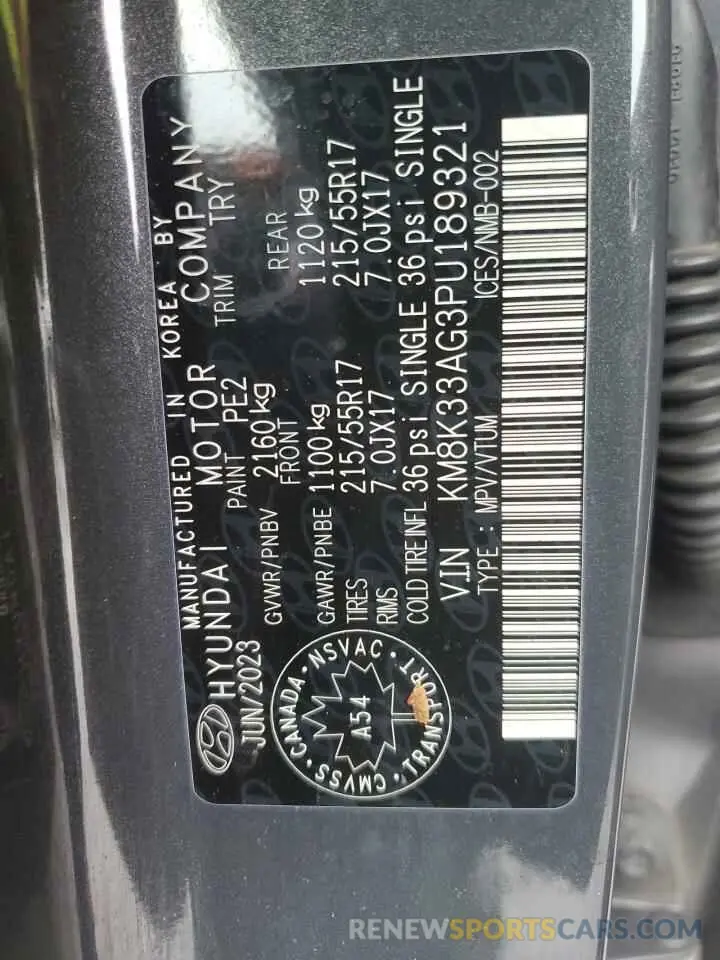 MANUFACTURED IN KOREA BY
HYUNDAI MOTOR COMPANY
JUN/2023 PAINT PE2 TRIM TRY
GVWR/PNBV 2160 kg
FRONT REAR
GAWR/PNBE 1100 kg 1120 kg
TIRES 215/55R17 215/55R17
RIMS 7.0JX17 7.0JX17
COLD TIRE INFL 36 psi SINGLE 36 psi SINGLE
VIN KM8K33AG3PU189321
TYPE : MPV/VTUM ICES/NMB-002
CANADA • NSVAC • TRANSPORT • CMVSS
A54
RENEWSPORTSCARS.COM